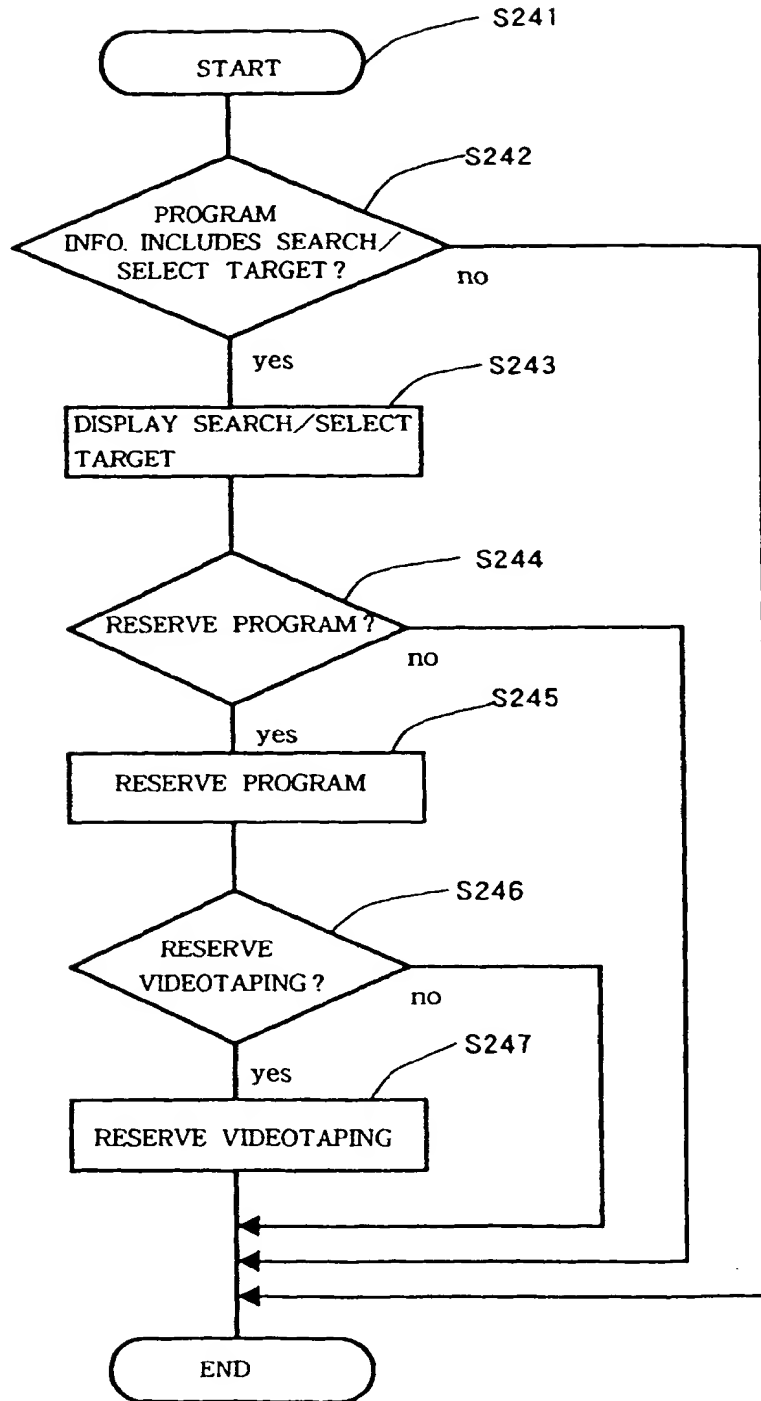 S241
START
S242
PROGRAM
INFO. INCLUDES SEARCH/
SELECT TARGET?
no
yes
S243
DISPLAY SEARCH/SELECT
TARGET
S244
RESERVE PROGRAM?
no
S245
yes
RESERVE PROGRAM
S246
RESERVE
VIDEOTAPING?
no
S247
yes
RESERVE VIDEOTAPING
END